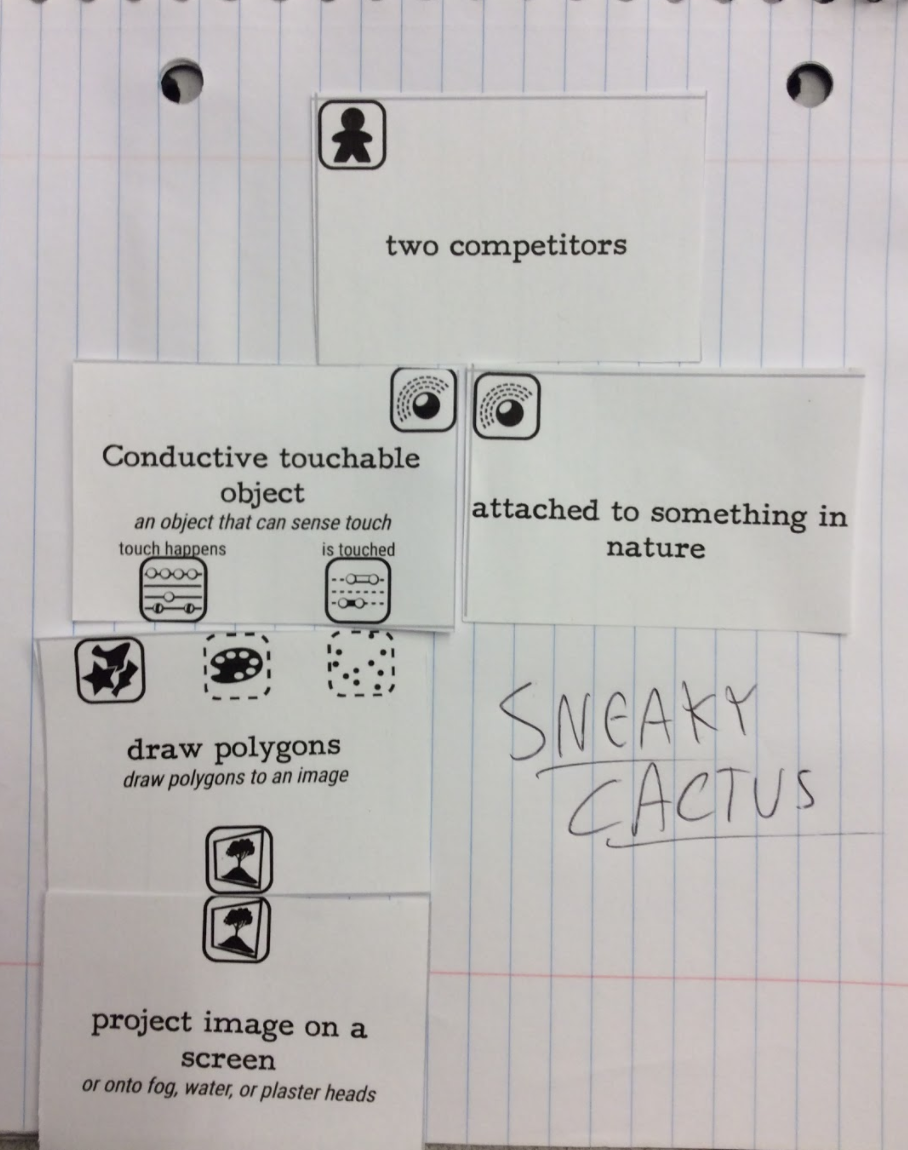 two competitors
Conductive touchable
object
an object that can sense touch
touch happens
is touched
attached to something in
nature
draw polygons
draw polygons to an image
SNEAKY
CACTUS
project image on a
screen
or onto fog, water, or plaster heads